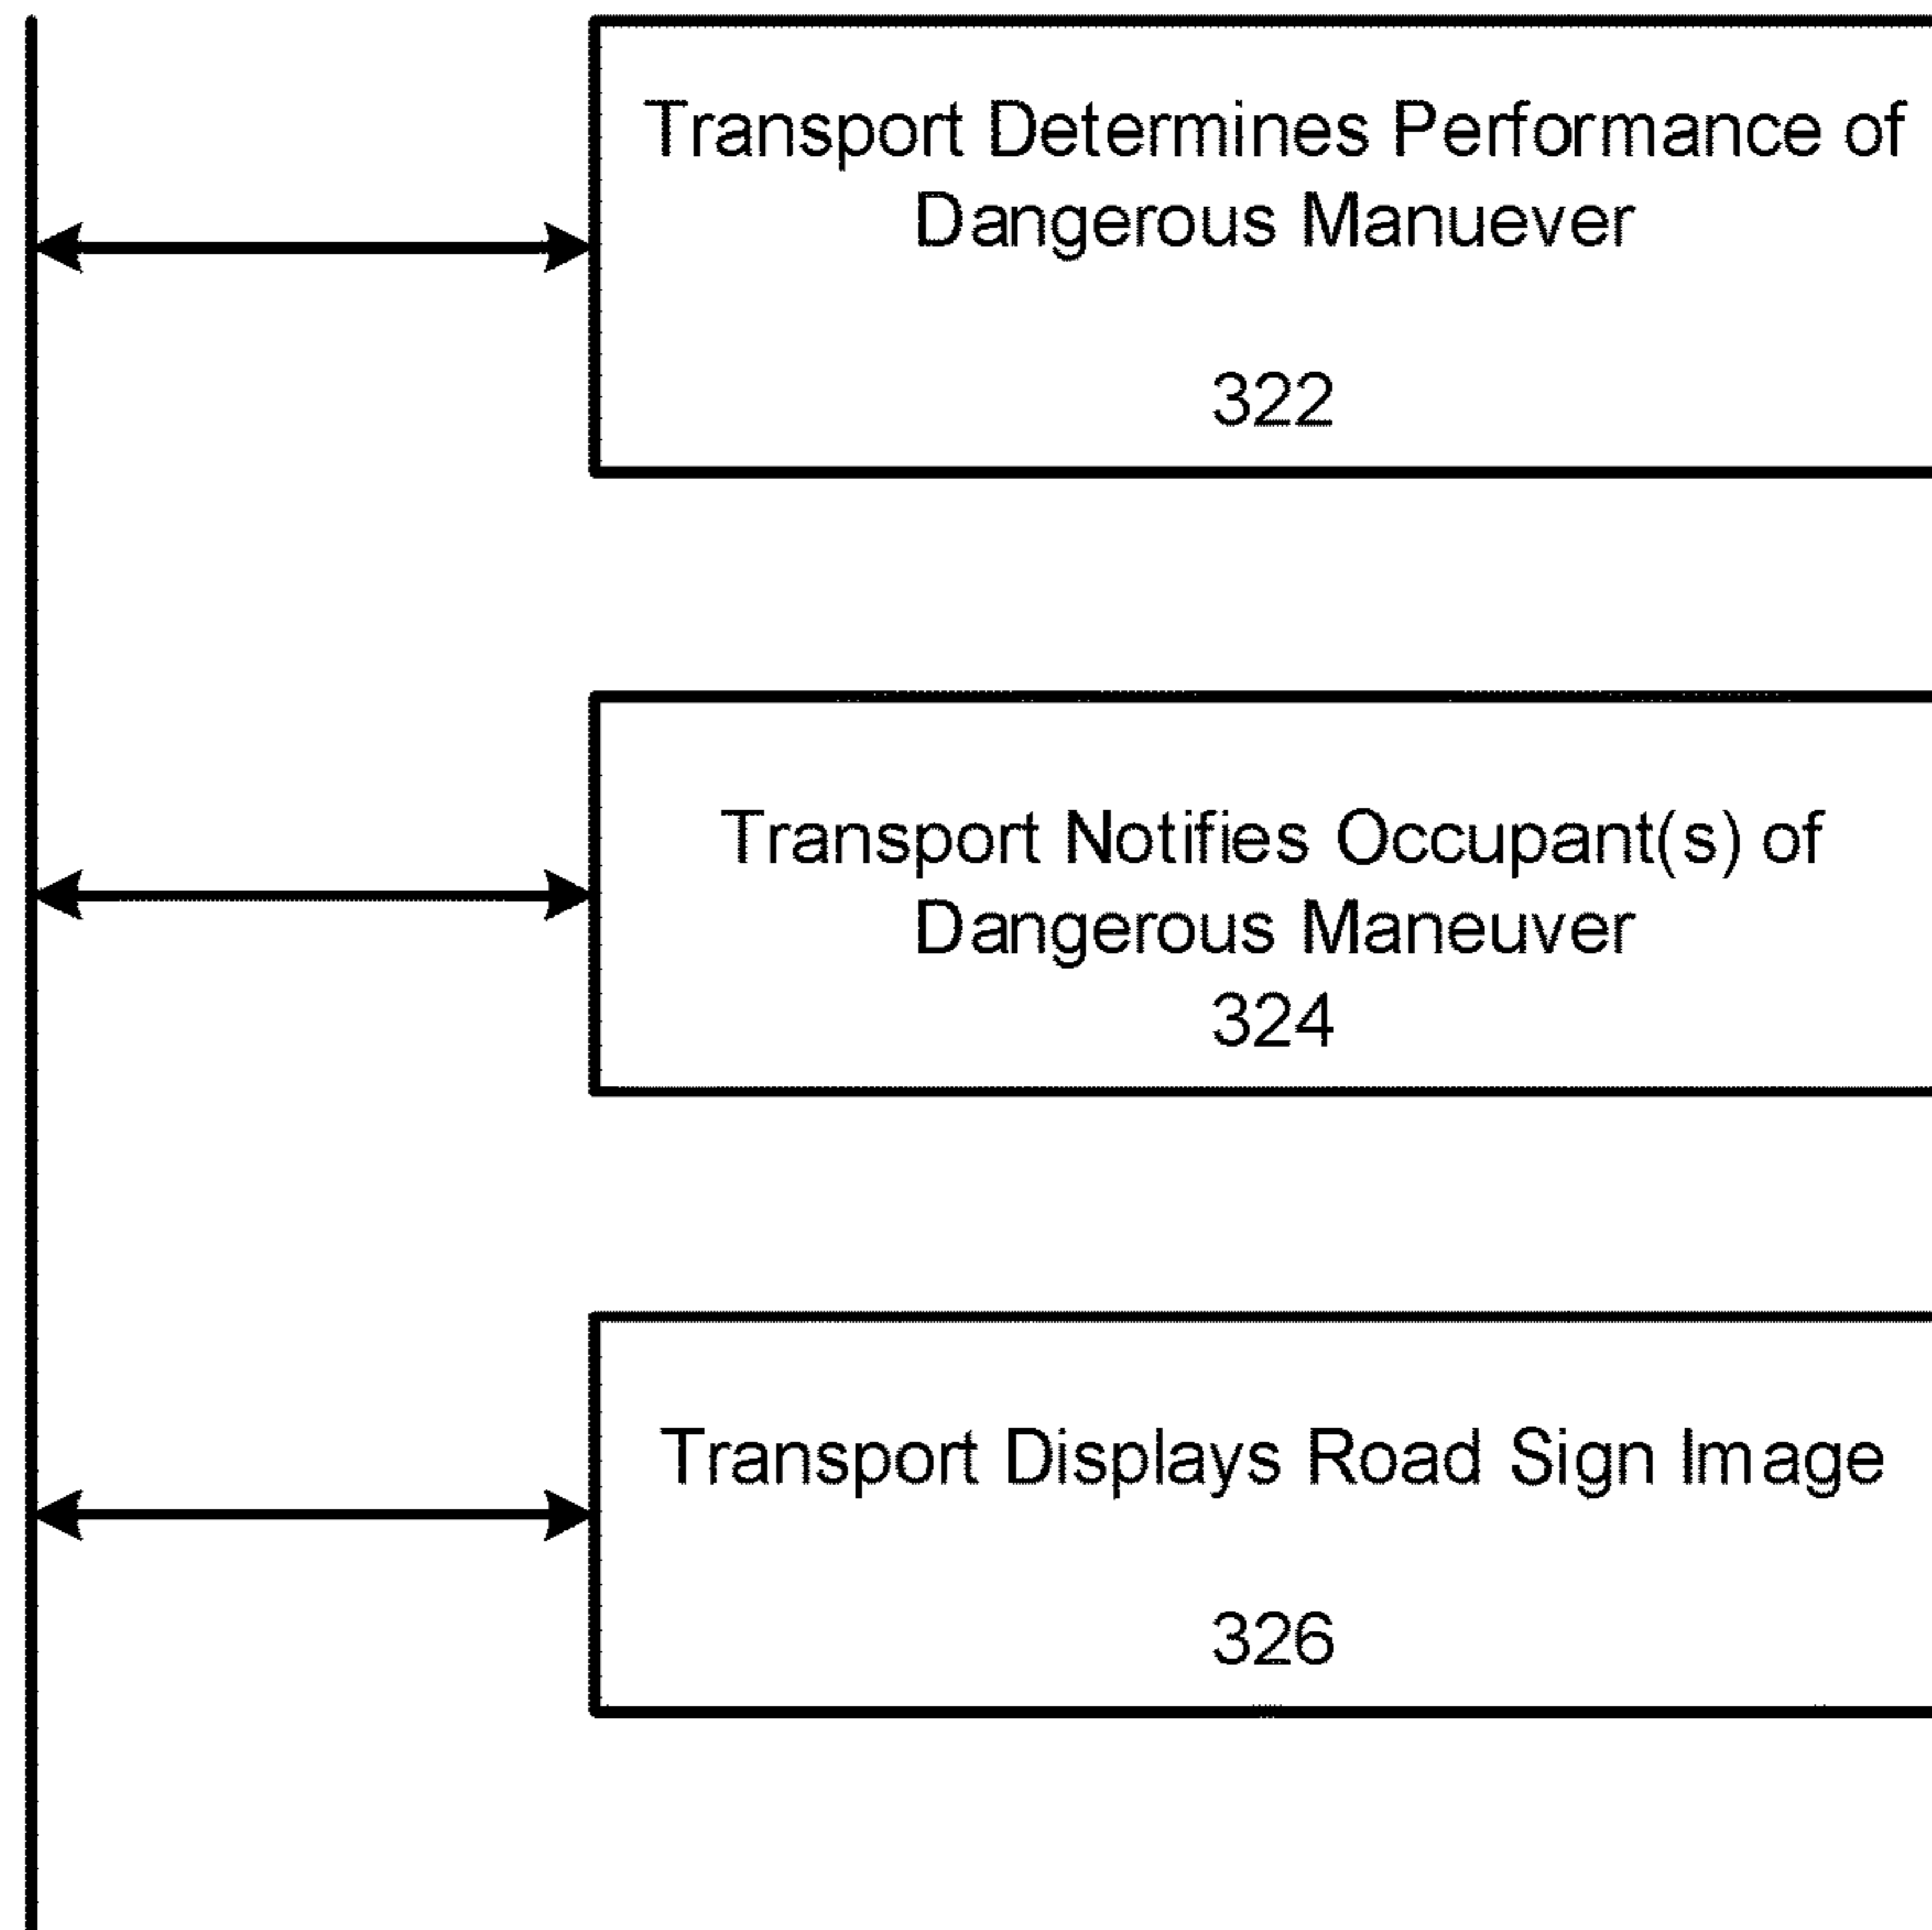 Transport Determines Performance of
Dangerous Manuever
322
Transport Notifies Occupant(s) of
Dangerous Maneuver
324
Transport Displays Road Sign Image
326